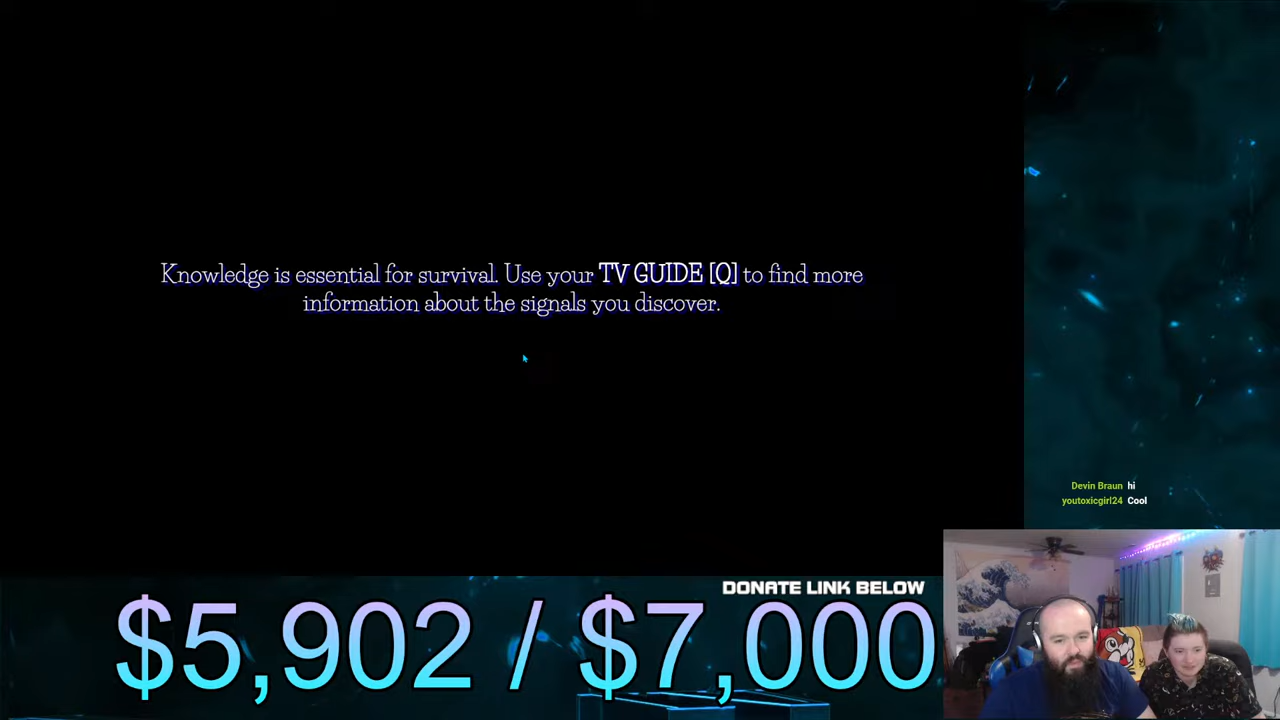 Knowledge is essential for survival. Use your TV GUIDE [Q] to find more
information about the signals you discover.
Devin Braun hi
youtoxicgirl24 Cool
DONATE LINK BELOW
$5,902 / $7,000